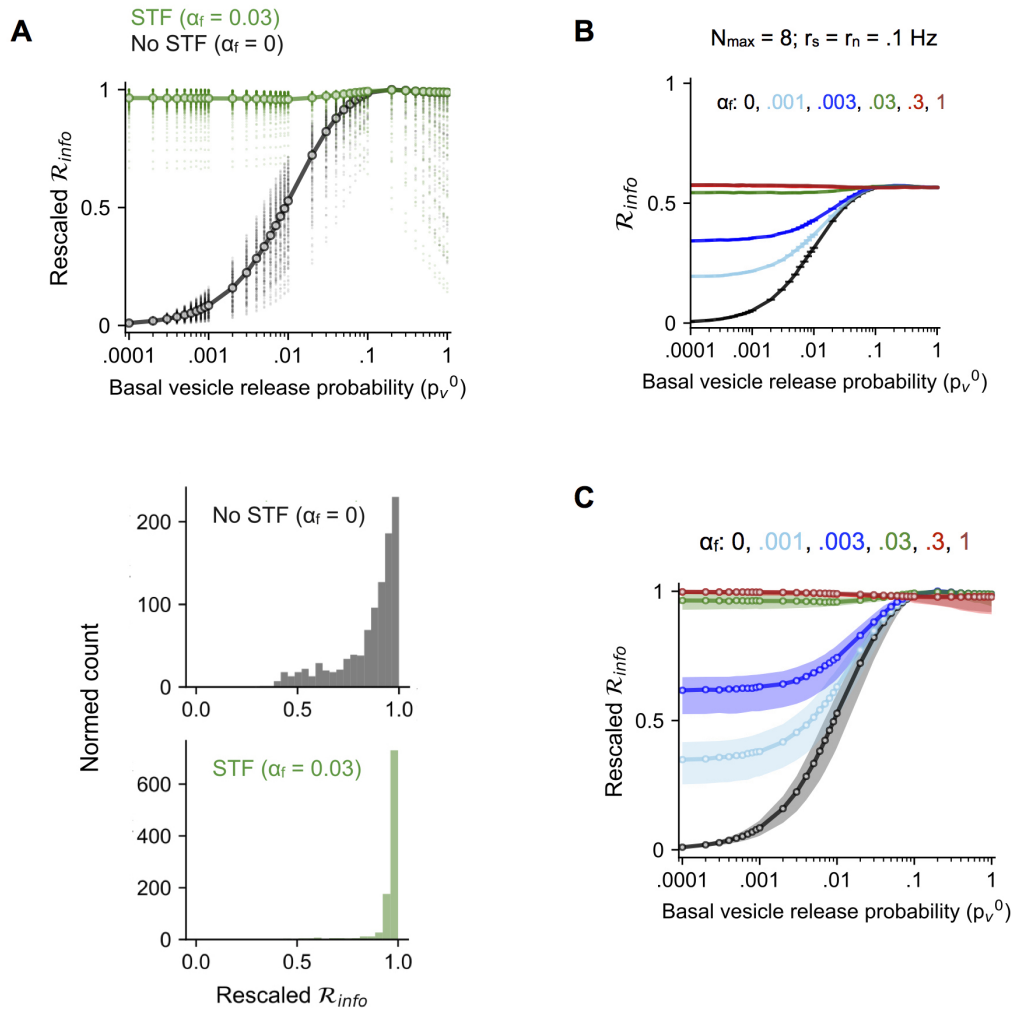 A
STF (αf = 0.03)
No STF (αf = 0)
1
0.5
0
Rescaled Rinfo
.0001 .001 .01 .1 1
Basal vesicle release probability (pv0)
B
Nmax = 8; rs = rn = .1 Hz
αf: 0, .001, .003, .03, .3, 1
1
0.5
0
Rinfo
.0001 .001 .01 .1 1
Basal vesicle release probability (pv0)
No STF (αf = 0)
200
100
0
0.0 0.5 1.0
Normed count
STF (αf = 0.03)
600
400
200
0
0.0 0.5 1.0
Rescaled Rinfo
C
αf: 0, .001, .003, .03, .3, 1
1
0.5
0
Rescaled Rinfo
.0001 .001 .01 .1 1
Basal vesicle release probability (pv0)